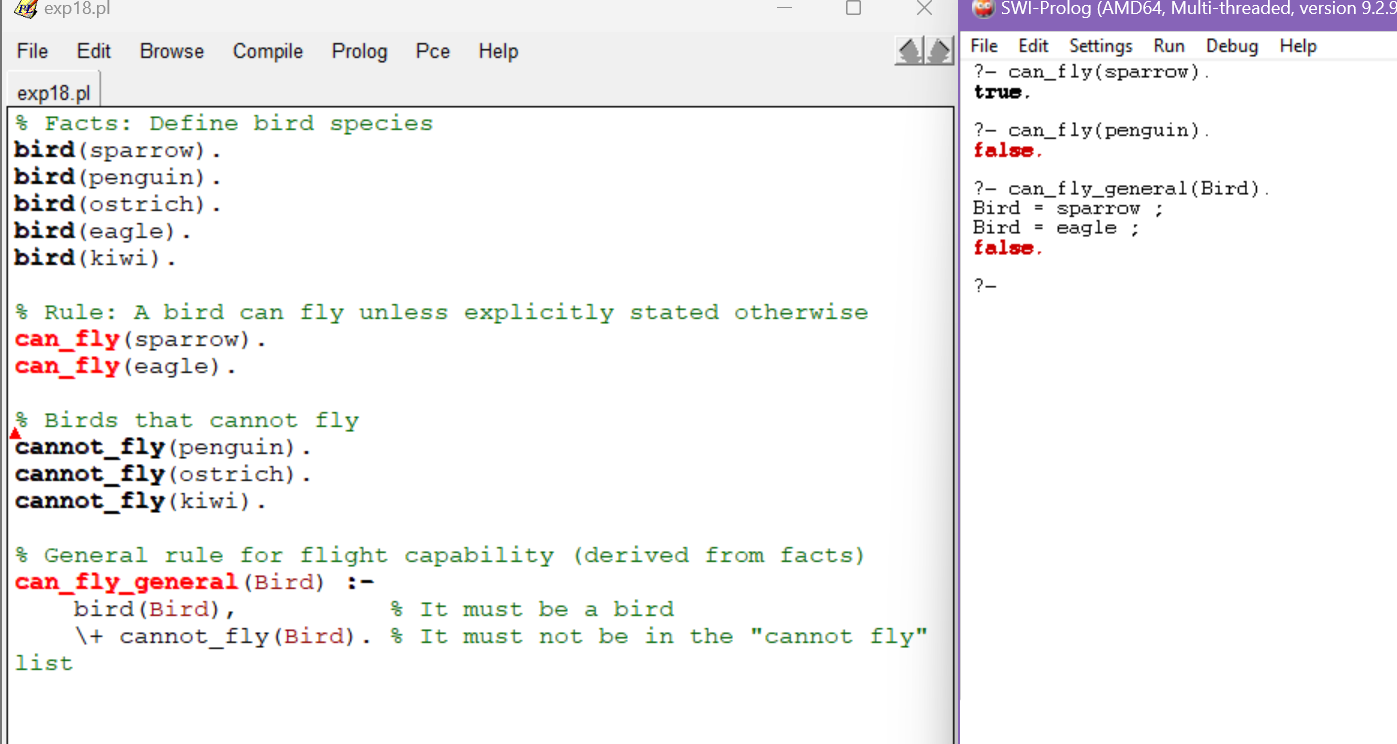 exp18.pl
File Edit Browse Compile Prolog Pce Help
exp18.pl
% Facts: Define bird species
bird(sparrow).
bird(penguin).
bird(ostrich).
bird(eagle).
bird(kiwi).
% Rule: A bird can fly unless explicitly stated otherwise
can_fly(sparrow).
can_fly(eagle).
% Birds that cannot fly
cannot_fly(penguin).
cannot_fly(ostrich).
cannot_fly(kiwi).
% General rule for flight capability (derived from facts)
can_fly_general(Bird) :-
    bird(Bird),          % It must be a bird
    \+ cannot_fly(Bird). % It must not be in the "cannot fly"
list
SWI-Prolog (AMD64, Multi-threaded, version 9.2.9
File Edit Settings Run Debug Help
?- can_fly(sparrow).
true.
?- can_fly(penguin).
false.
?- can_fly_general(Bird).
Bird = sparrow ;
Bird = eagle ;
false.
?-